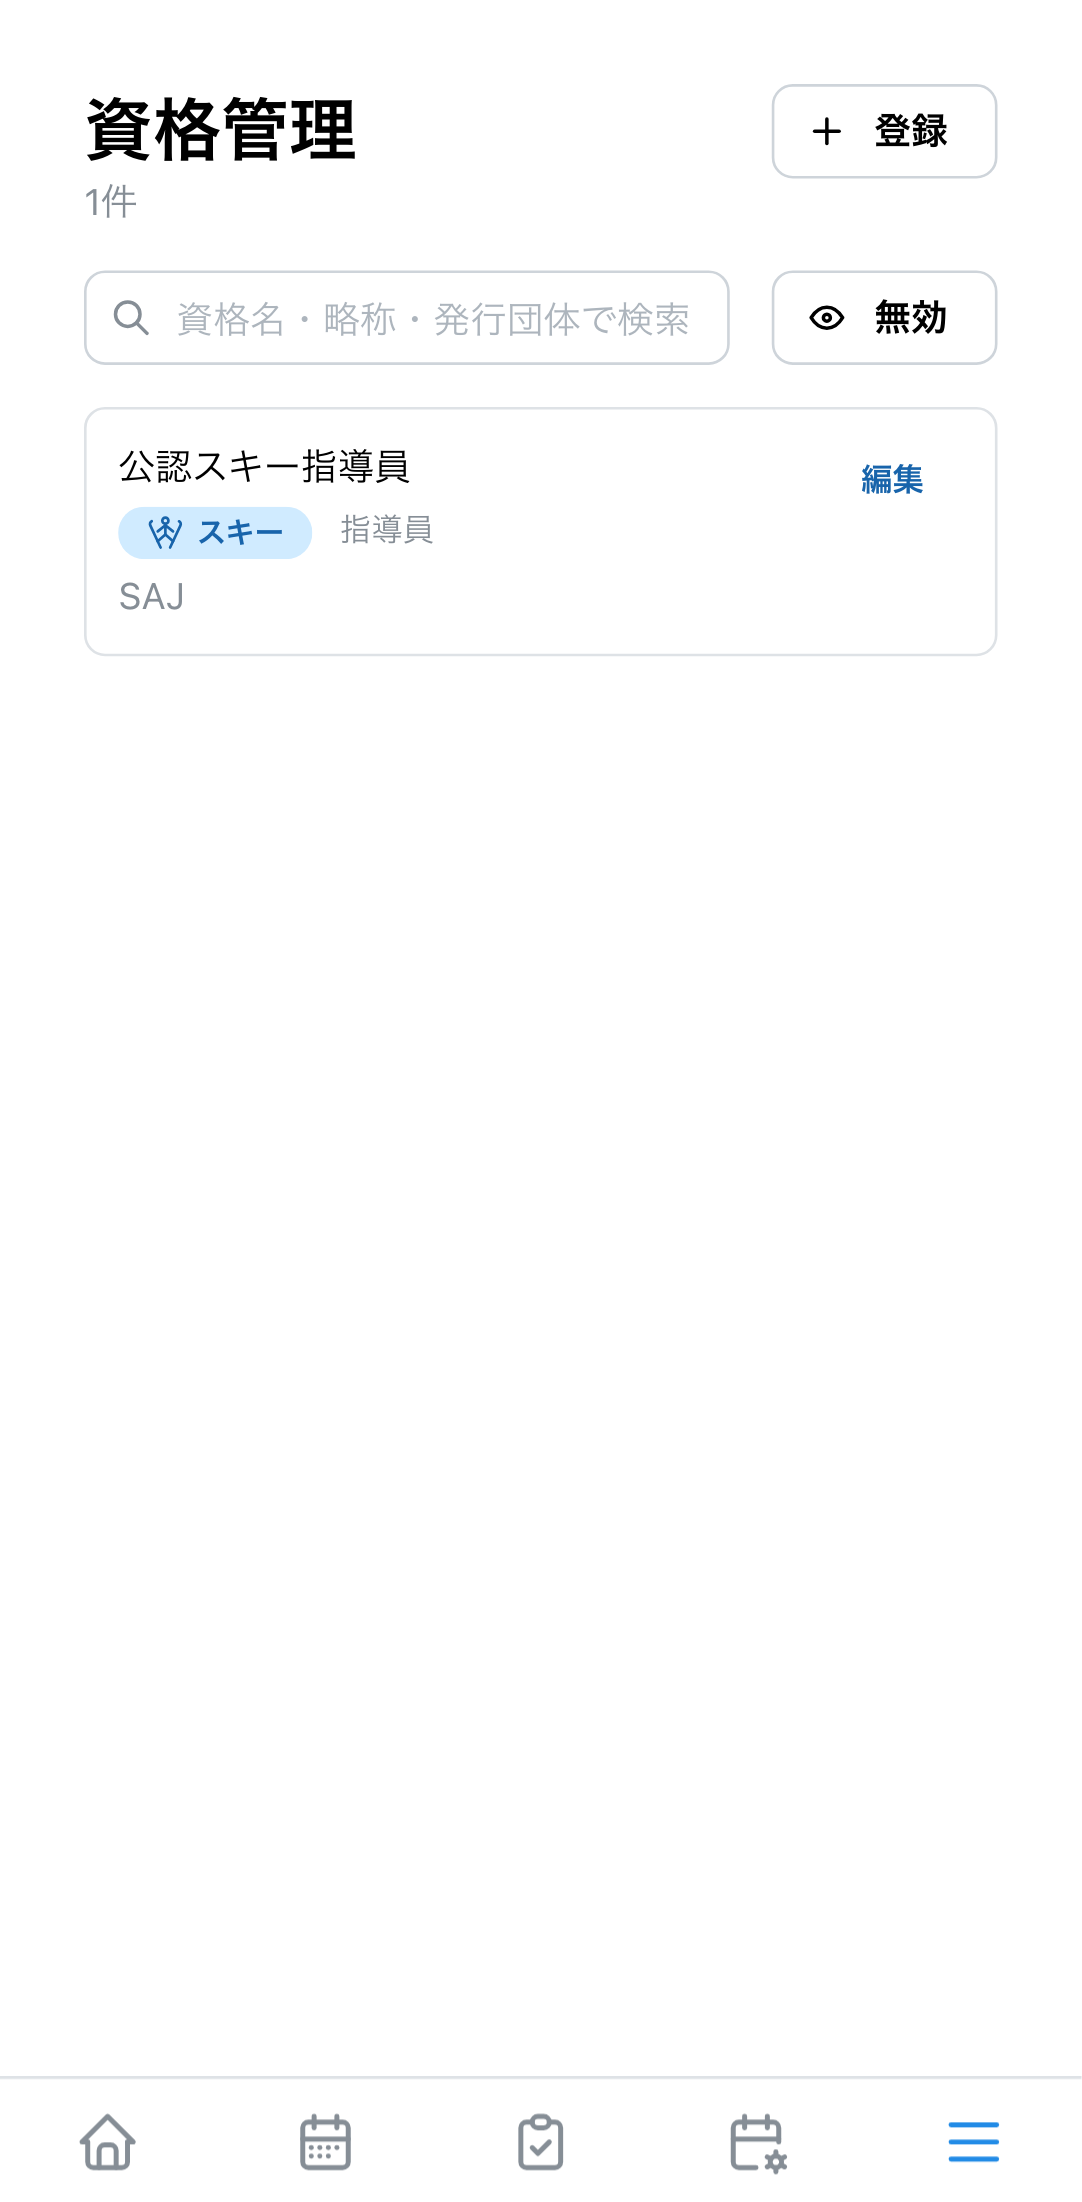 資格管理
登録
1件
資格名・略称・発行団体で検索
無効
公認スキー指導員
編集
スキー 指導員
SAJ